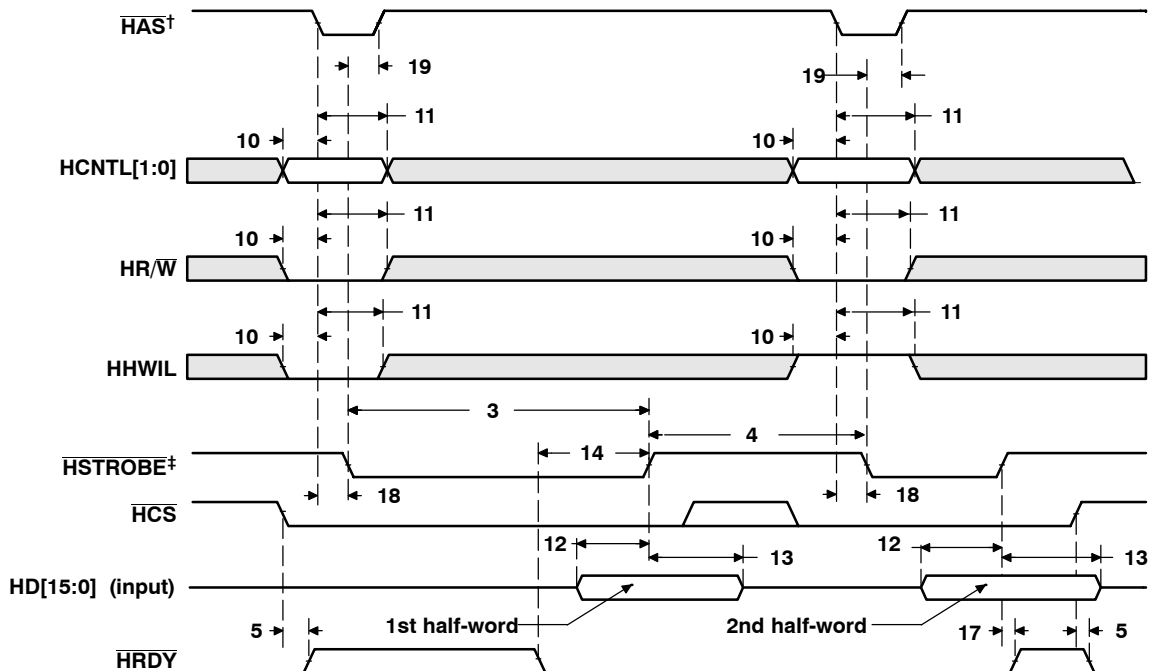 HAS†
19
19
11
11
10
10
HCNTL[1:0]
11
11
10
10
HR/W
11
11
10
10
HHWIL
3
4
14
HSTROBE‡
18
18
HCS
12
13
12
13
HD[15:0] (input)
1st half-word
2nd half-word
5
17
5
HRDY